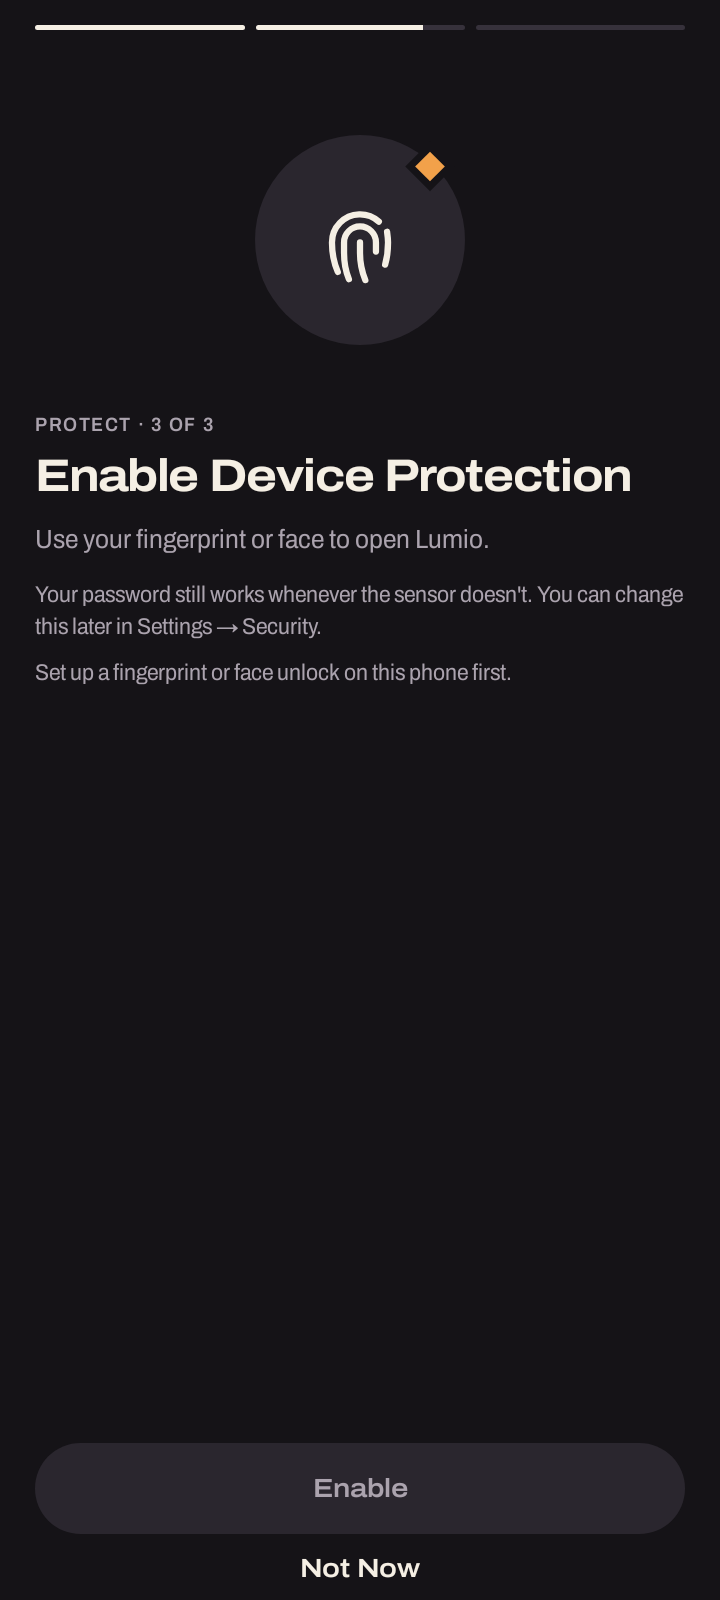 PROTECT · 3 OF 3
Enable Device Protection
Use your fingerprint or face to open Lumio.
Your password still works whenever the sensor doesn't. You can change
this later in Settings → Security.
Set up a fingerprint or face unlock on this phone first.
Enable
Not Now